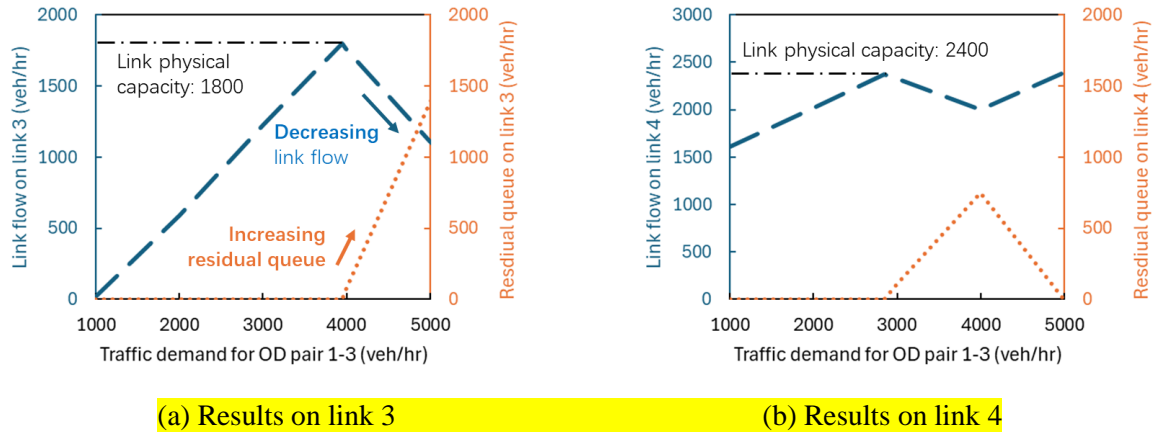 2000
1500
1000
500
0
Link flow on link 3 (veh/hr)
Link physical
capacity: 1800
Decreasing
link flow
Increasing
residual queue
2000
1500
1000
500
0
Resdiual queue on link 3 (veh/hr)
1000 2000 3000 4000 5000
Traffic demand for OD pair 1-3 (veh/hr)
(a) Results on link 3
3000
2500
2000
1500
1000
500
0
Link flow on link 4 (veh/hr)
Link physical capacity: 2400
2000
1500
1000
500
0
Resdiual queue on link 4 (veh/hr)
1000 2000 3000 4000 5000
Traffic demand for OD pair 1-3 (veh/hr)
(b) Results on link 4